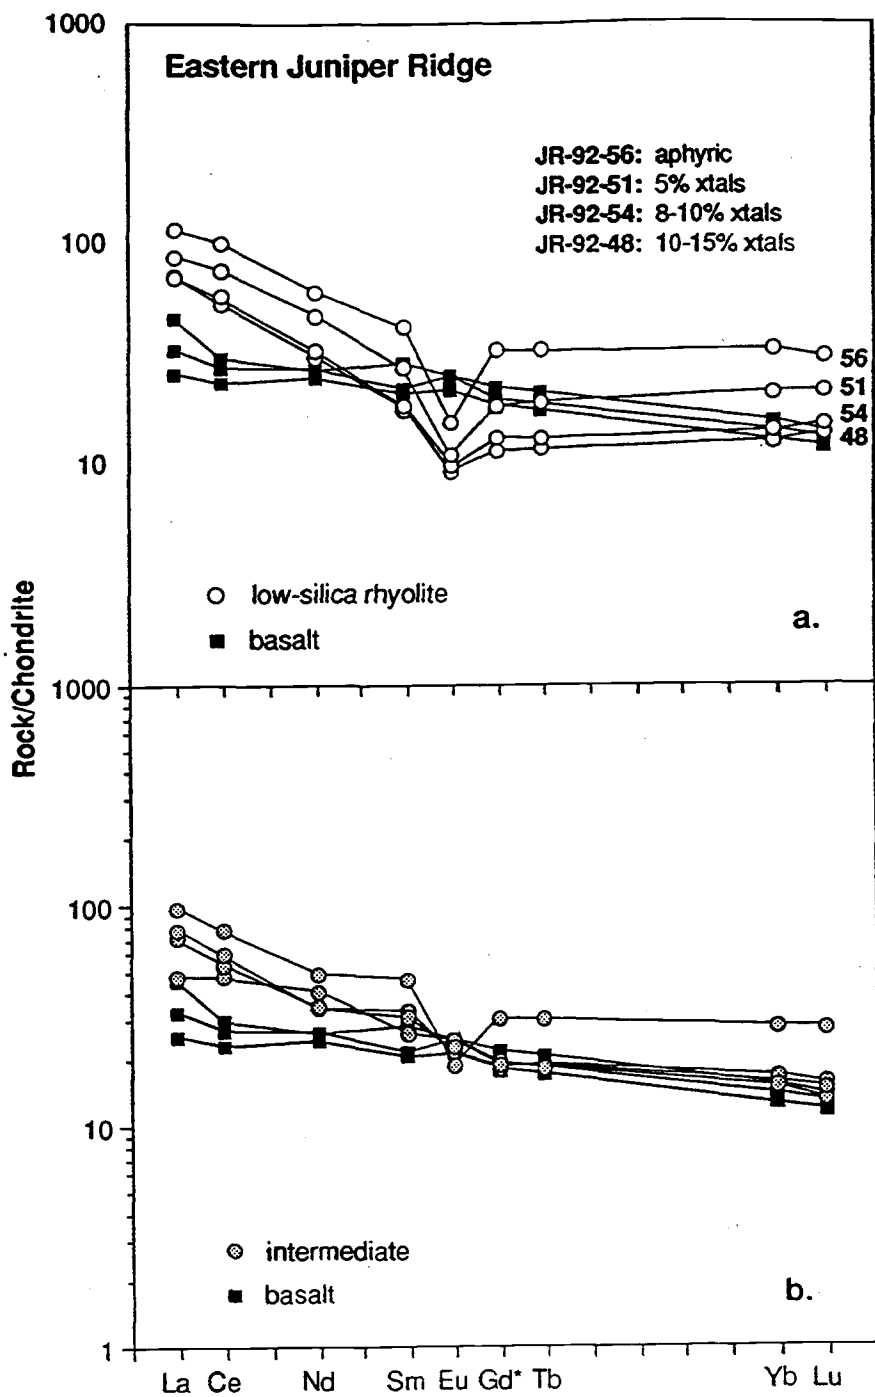 1000
Eastern Juniper Ridge
JR-92-56: aphyric
JR-92-51: 5% xtals
JR-92-54: 8-10% xtals
JR-92-48: 10-15% xtals
100
56
51
54
48
10
low-silica rhyolite
basalt
a.
Rock/Chondrite
1000
100
10
intermediate
basalt
b.
1
La Ce Nd Sm Eu Gd* Tb Yb Lu